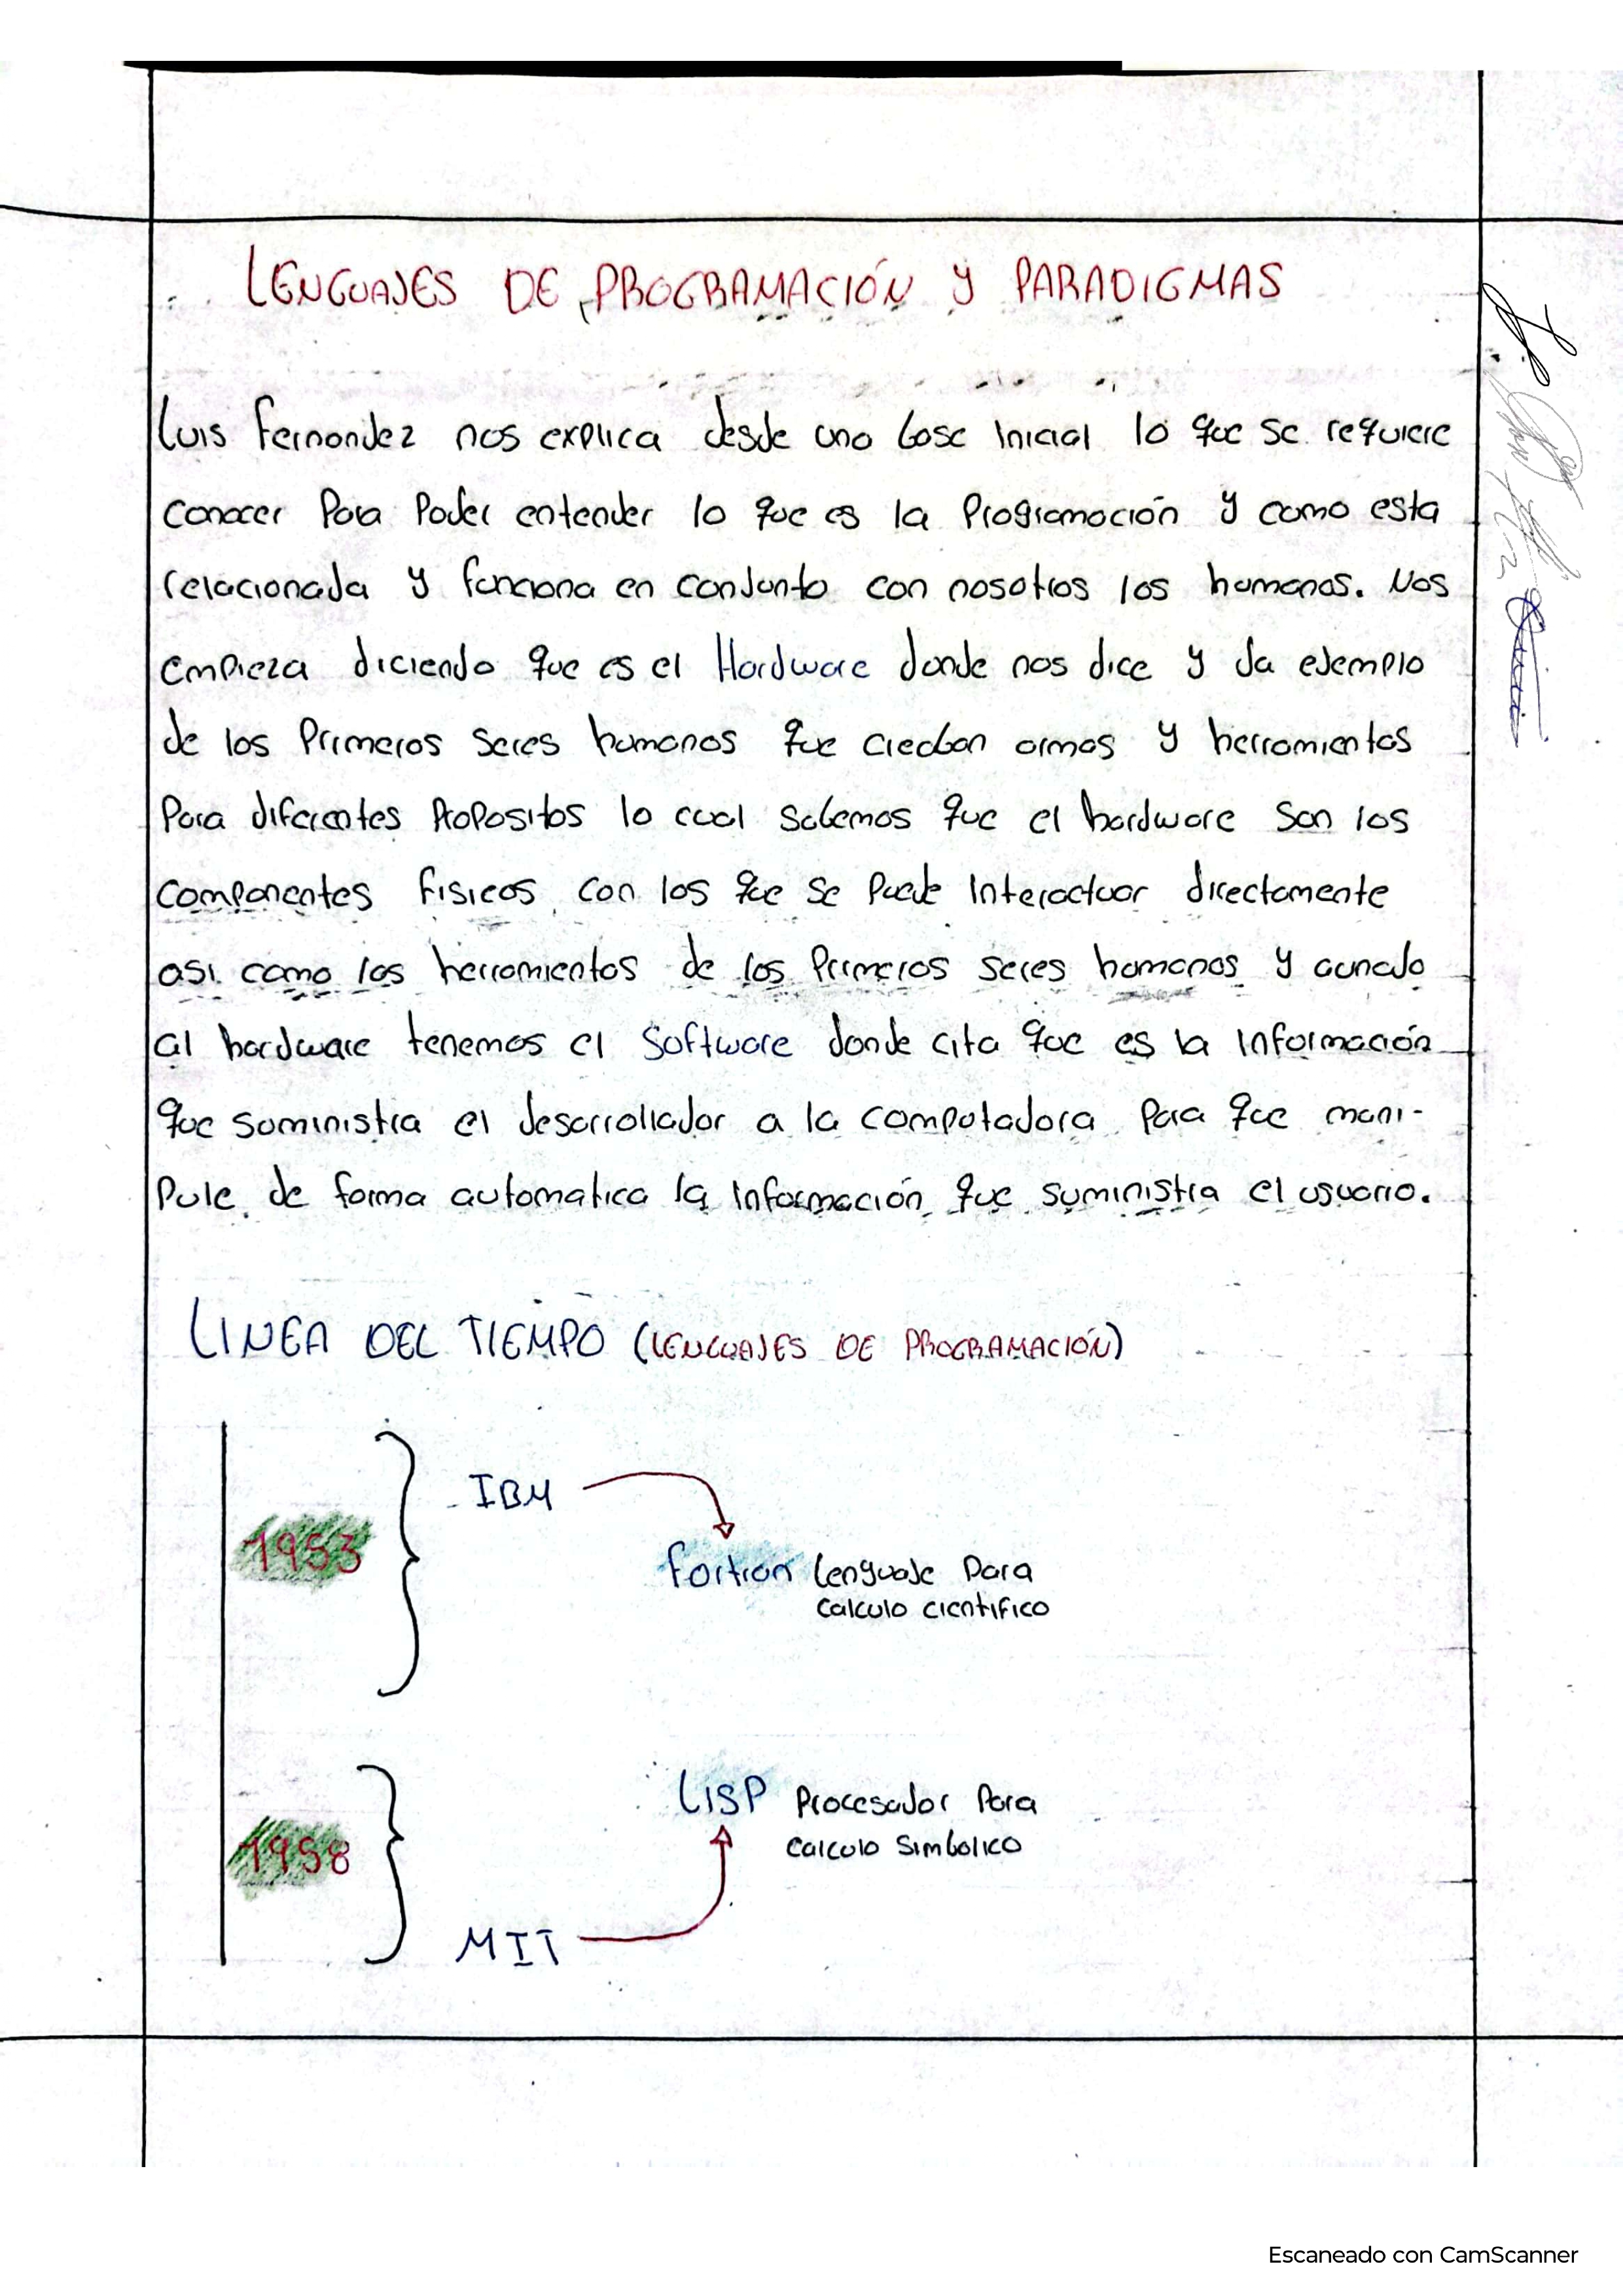 LENGUAJES DE PROGRAMACIÓN Y PARADIGMAS
Luis Fernandez nos explica desde una base inicial lo que se requiere
conocer Para Poder entender lo que es la Programación y como esta
relacionada y funciona en conjunto con nosotros los humanos. Nos
empieza diciendo que es el Hardware donde nos dice y da ejemplo
de los Primeros seres humanos que creaban armas y herramientas
Para diferentes Propositos lo cual sabemos que el hardware son los
componentes fisicos con los que se Puede Interactuar directamente
asi como las herramientas de los Primeros seres humanos y aunado
al hardware tenemos el Software donde cita que es la Información
que suministra el desarrollador a la computadora Para que mani-
Pule de forma automatica la Información que suministra el usuario.
LINEA DEL TIEMPO (LENGUAJES DE PROGRAMACIÓN)
IBM
1953
Fortran Lenguaje Para
calculo cientifico
LISP Procesador Para
calculo simbolico
1958
MIT
Escaneado con CamScanner